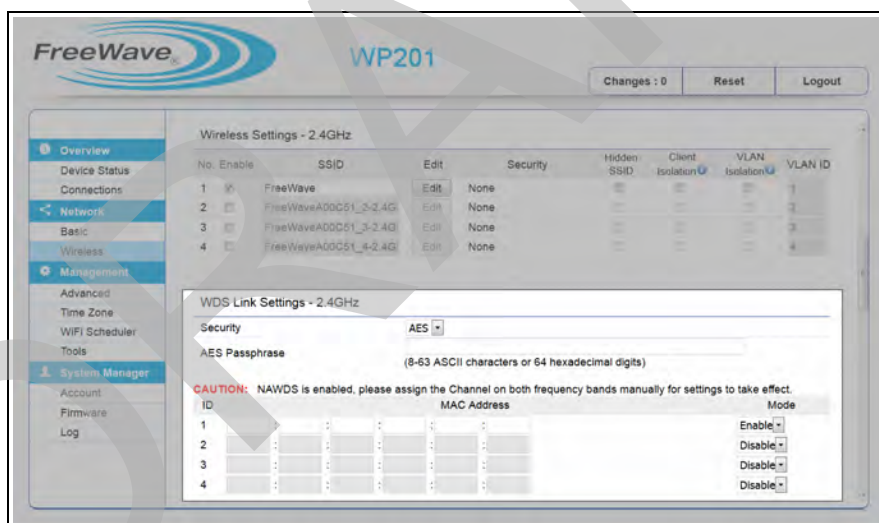 FreeWave®
WP201
Changes : 0 Reset Logout
Overview
Device Status
Connections
Network
Basic
Wireless
Management
Advanced
Time Zone
WiFi Scheduler
Tools
System Manager
Account
Firmware
Log
Wireless Settings - 2.4GHz
No. Enable SSID Edit Security Hidden SSID Client Isolation VLAN Isolation VLAN ID
1 FreeWave Edit None 1
2 FreeWaveA00C51_2-2.4G Edit None 2
3 FreeWaveA00C51_3-2.4G Edit None 3
4 FreeWaveA00C51_4-2.4G Edit None 4
WDS Link Settings - 2.4GHz
Security AES
AES Passphrase
(8-63 ASCII characters or 64 hexadecimal digits)
CAUTION: NAWDS is enabled, please assign the Channel on both frequency bands manually for settings to take effect.
ID MAC Address Mode
1 : : : : : Enable
2 : : : : : Disable
3 : : : : : Disable
4 : : : : : Disable